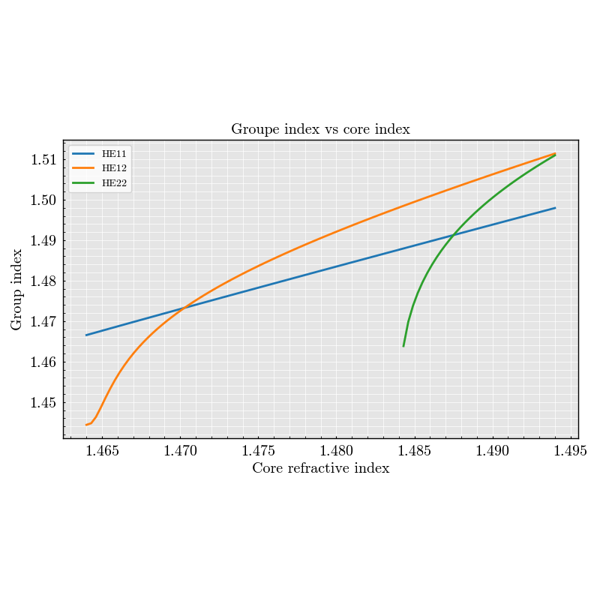 Groupe index vs core index
HE11
HE12
HE22
1.51
1.50
1.49
1.48
1.47
1.46
1.45
Group index
1.465 1.470 1.475 1.480 1.485 1.490 1.495
Core refractive index